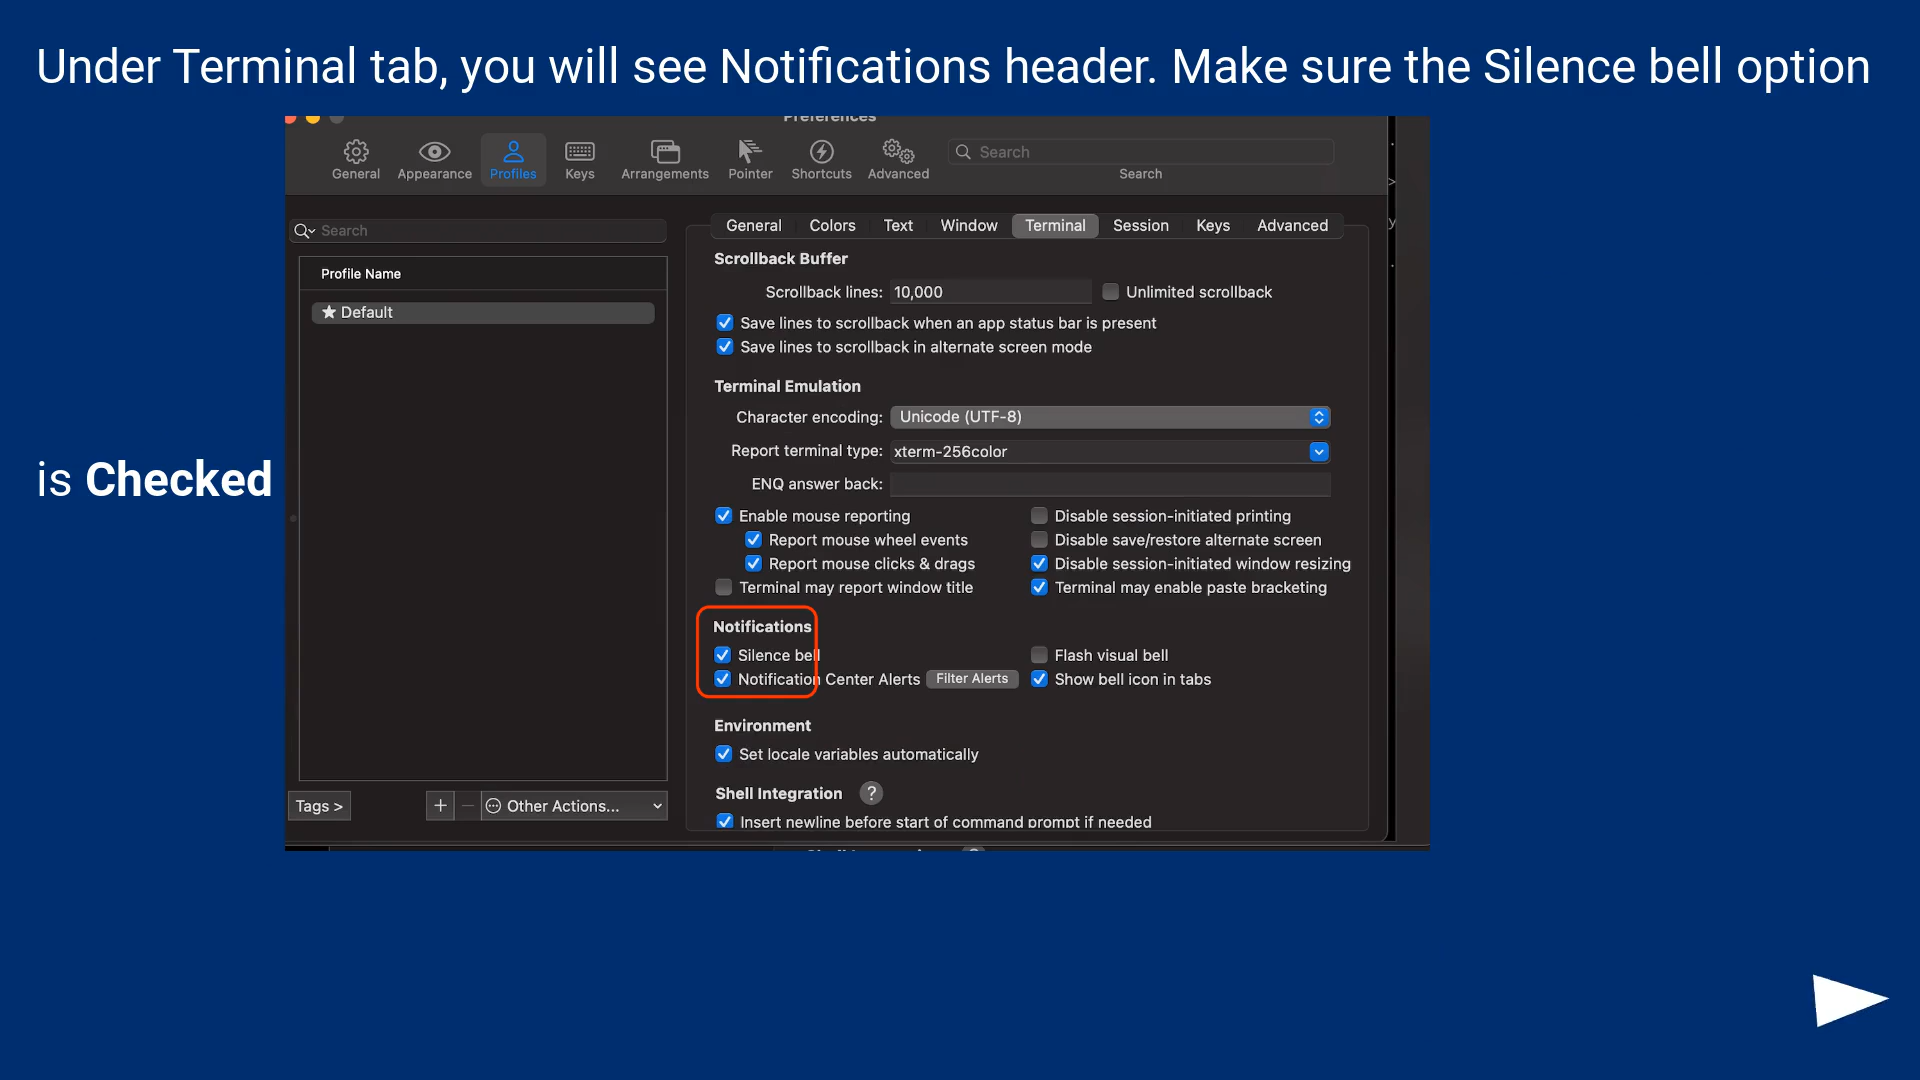 Under Terminal tab, you will see Notifications header. Make sure the Silence bell option
is Checked
Preferences
General Appearance Profiles Keys Arrangements Pointer Shortcuts Advanced
Search
Search
Search
Profile Name
★ Default
Tags >
+ − Other Actions...
General Colors Text Window Terminal Session Keys Advanced
Scrollback Buffer
Scrollback lines: 10,000 Unlimited scrollback
Save lines to scrollback when an app status bar is present
Save lines to scrollback in alternate screen mode
Terminal Emulation
Character encoding: Unicode (UTF-8)
Report terminal type: xterm-256color
ENQ answer back:
Enable mouse reporting Disable session-initiated printing
Report mouse wheel events Disable save/restore alternate screen
Report mouse clicks & drags Disable session-initiated window resizing
Terminal may report window title Terminal may enable paste bracketing
Notifications
Silence bell Flash visual bell
Notification Center Alerts Filter Alerts Show bell icon in tabs
Environment
Set locale variables automatically
Shell Integration ?
Insert newline before start of command prompt if needed